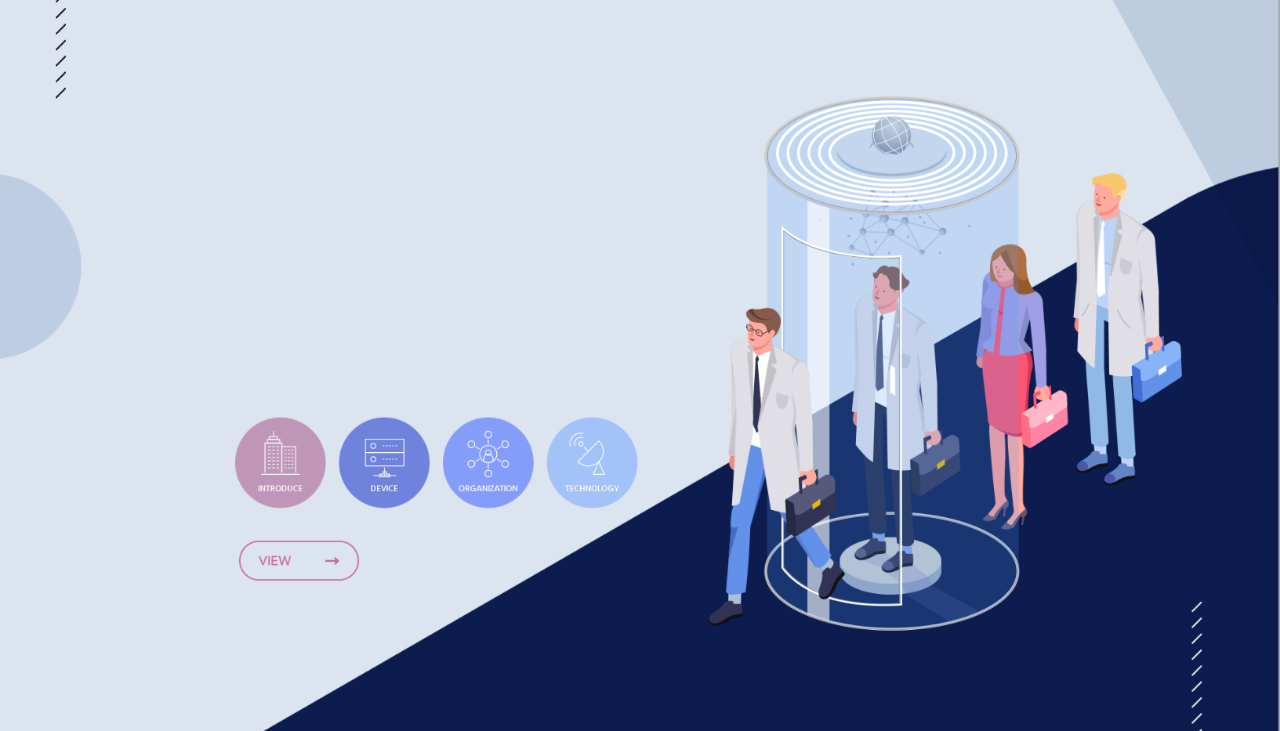 INTRODUCE
DEVICE
ORGANIZATION
TECHNOLOGY
VIEW